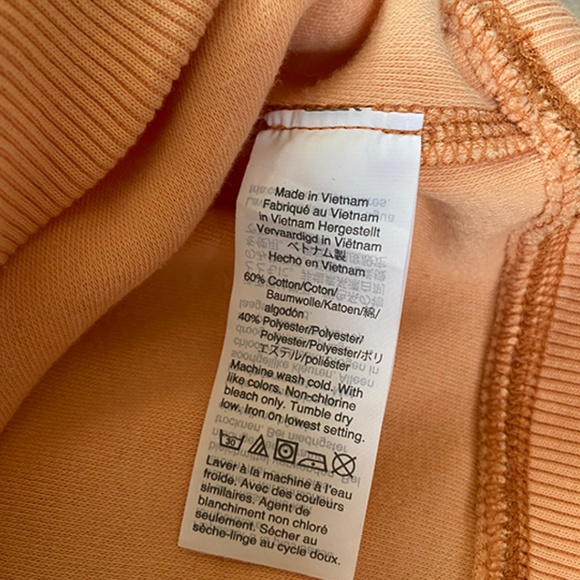 Made in Vietnam
Fabriqué au Vietnam
in Vietnam Hergestellt
Vervaardigd in Viëtnam
ベトナム製
Hecho en Vietnam
60% Cotton/Coton/
Baumwolle/Katoen/綿/
algodón
40% Polyester/Polyester/
Polyester/Polyester/ポリ
エステル/poliéster
Machine wash cold. With
like colors. Non-chlorine
bleach only. Tumble dry
low. Iron on lowest setting.
30
Laver à la machine à l'eau
froide. Avec des couleurs
similaires. Agent de
blanchiment non chloré
seulement. Sécher au
sèche-linge au cycle doux.